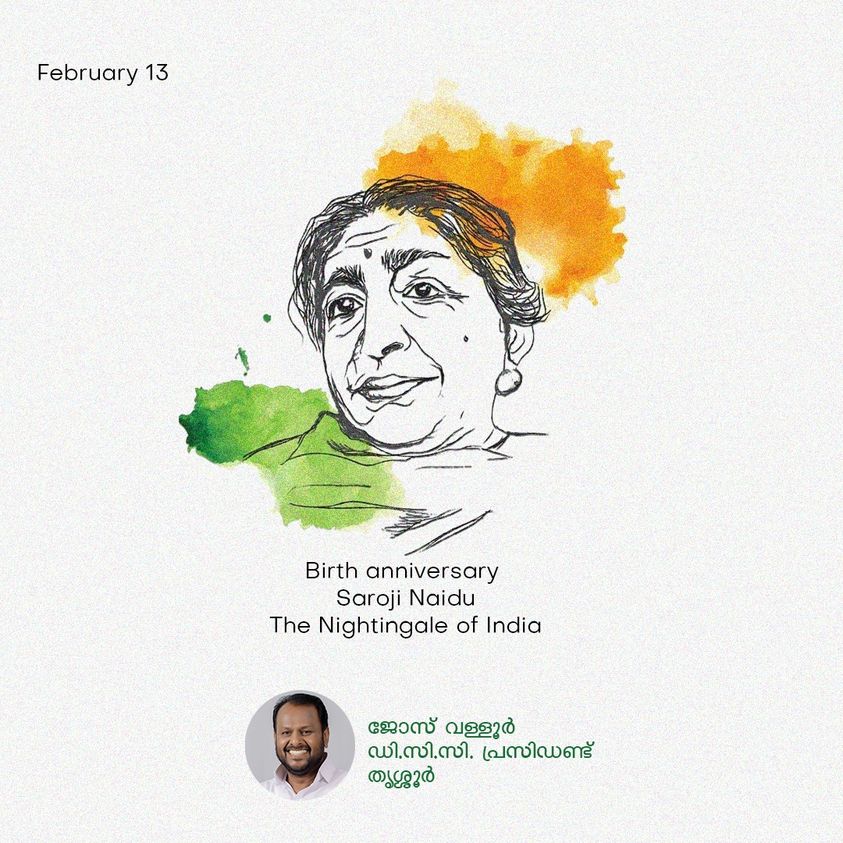 February 13
Birth anniversary
Saroji Naidu
The Nightingale of India
ജോസ് വള്ളൂർ
ഡി.സി.സി. പ്രസിഡണ്ട്
തൃശ്ശൂർ